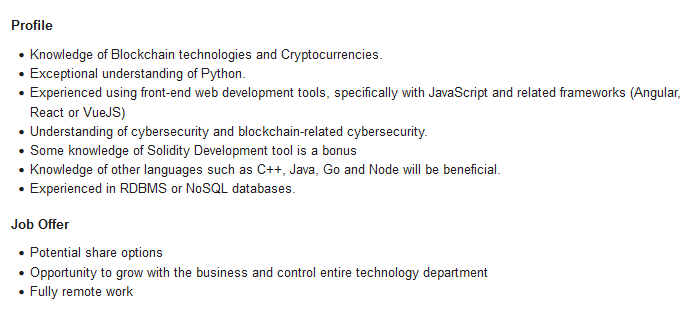 Profile
• Knowledge of Blockchain technologies and Cryptocurrencies.
• Exceptional understanding of Python.
• Experienced using front-end web development tools, specifically with JavaScript and related frameworks (Angular,
React or VueJS)
• Understanding of cybersecurity and blockchain-related cybersecurity.
• Some knowledge of Solidity Development tool is a bonus
• Knowledge of other languages such as C++, Java, Go and Node will be beneficial.
• Experienced in RDBMS or NoSQL databases.
Job Offer
• Potential share options
• Opportunity to grow with the business and control entire technology department
• Fully remote work